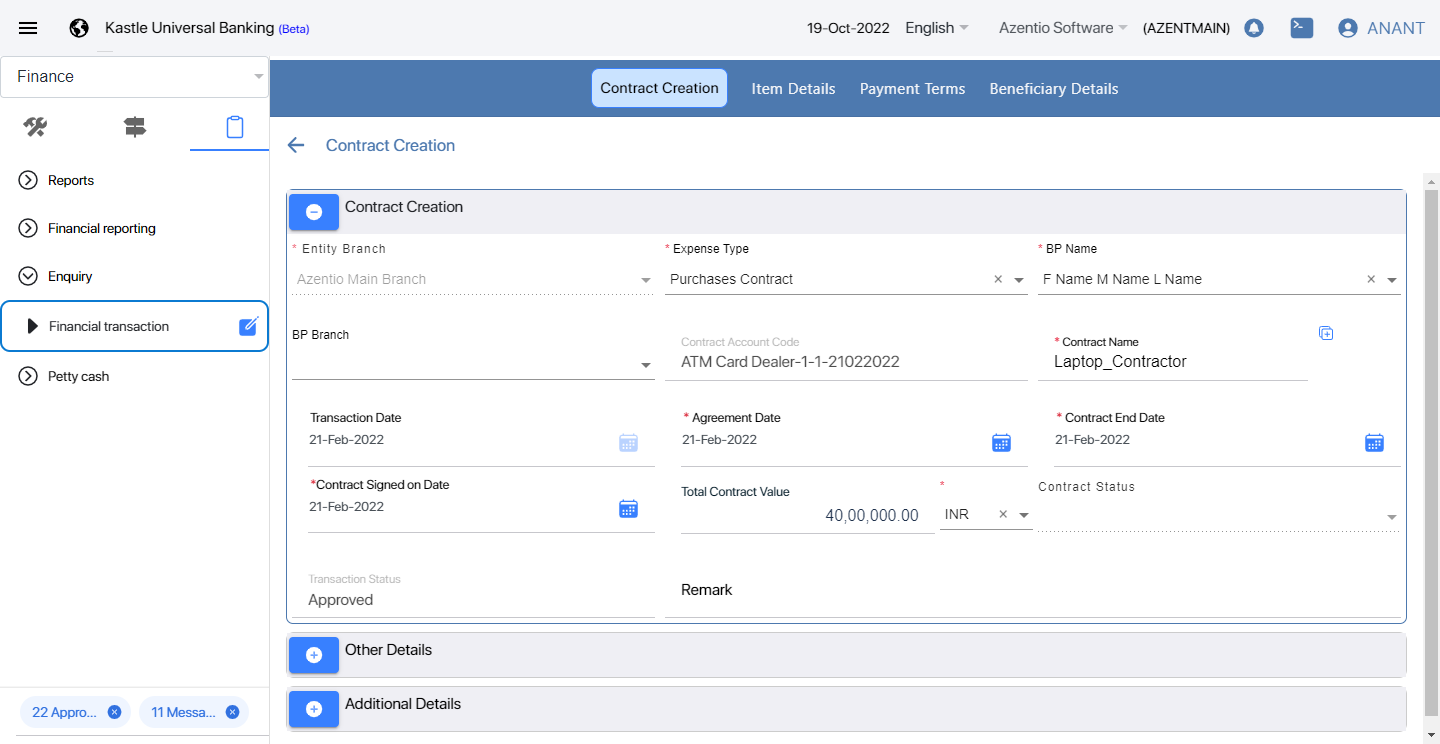 Kastle Universal Banking (Beta)
19-Oct-2022 English Azentio Software (AZENTMAIN) ANANT
Finance
Contract Creation Item Details Payment Terms Beneficiary Details
Contract Creation
Reports
Financial reporting
Enquiry
Financial transaction
Petty cash
22 Appro... 11 Messa...
Contract Creation
* Entity Branch * Expense Type * BP Name
Azentio Main Branch Purchases Contract × F Name M Name L Name ×
BP Branch Contract Account Code * Contract Name
ATM Card Dealer-1-1-21022022 Laptop_Contractor
Transaction Date * Agreement Date * Contract End Date
21-Feb-2022 21-Feb-2022 21-Feb-2022
*Contract Signed on Date Total Contract Value * Contract Status
21-Feb-2022 40,00,000.00 INR ×
Transaction Status Remark
Approved
Other Details
Additional Details